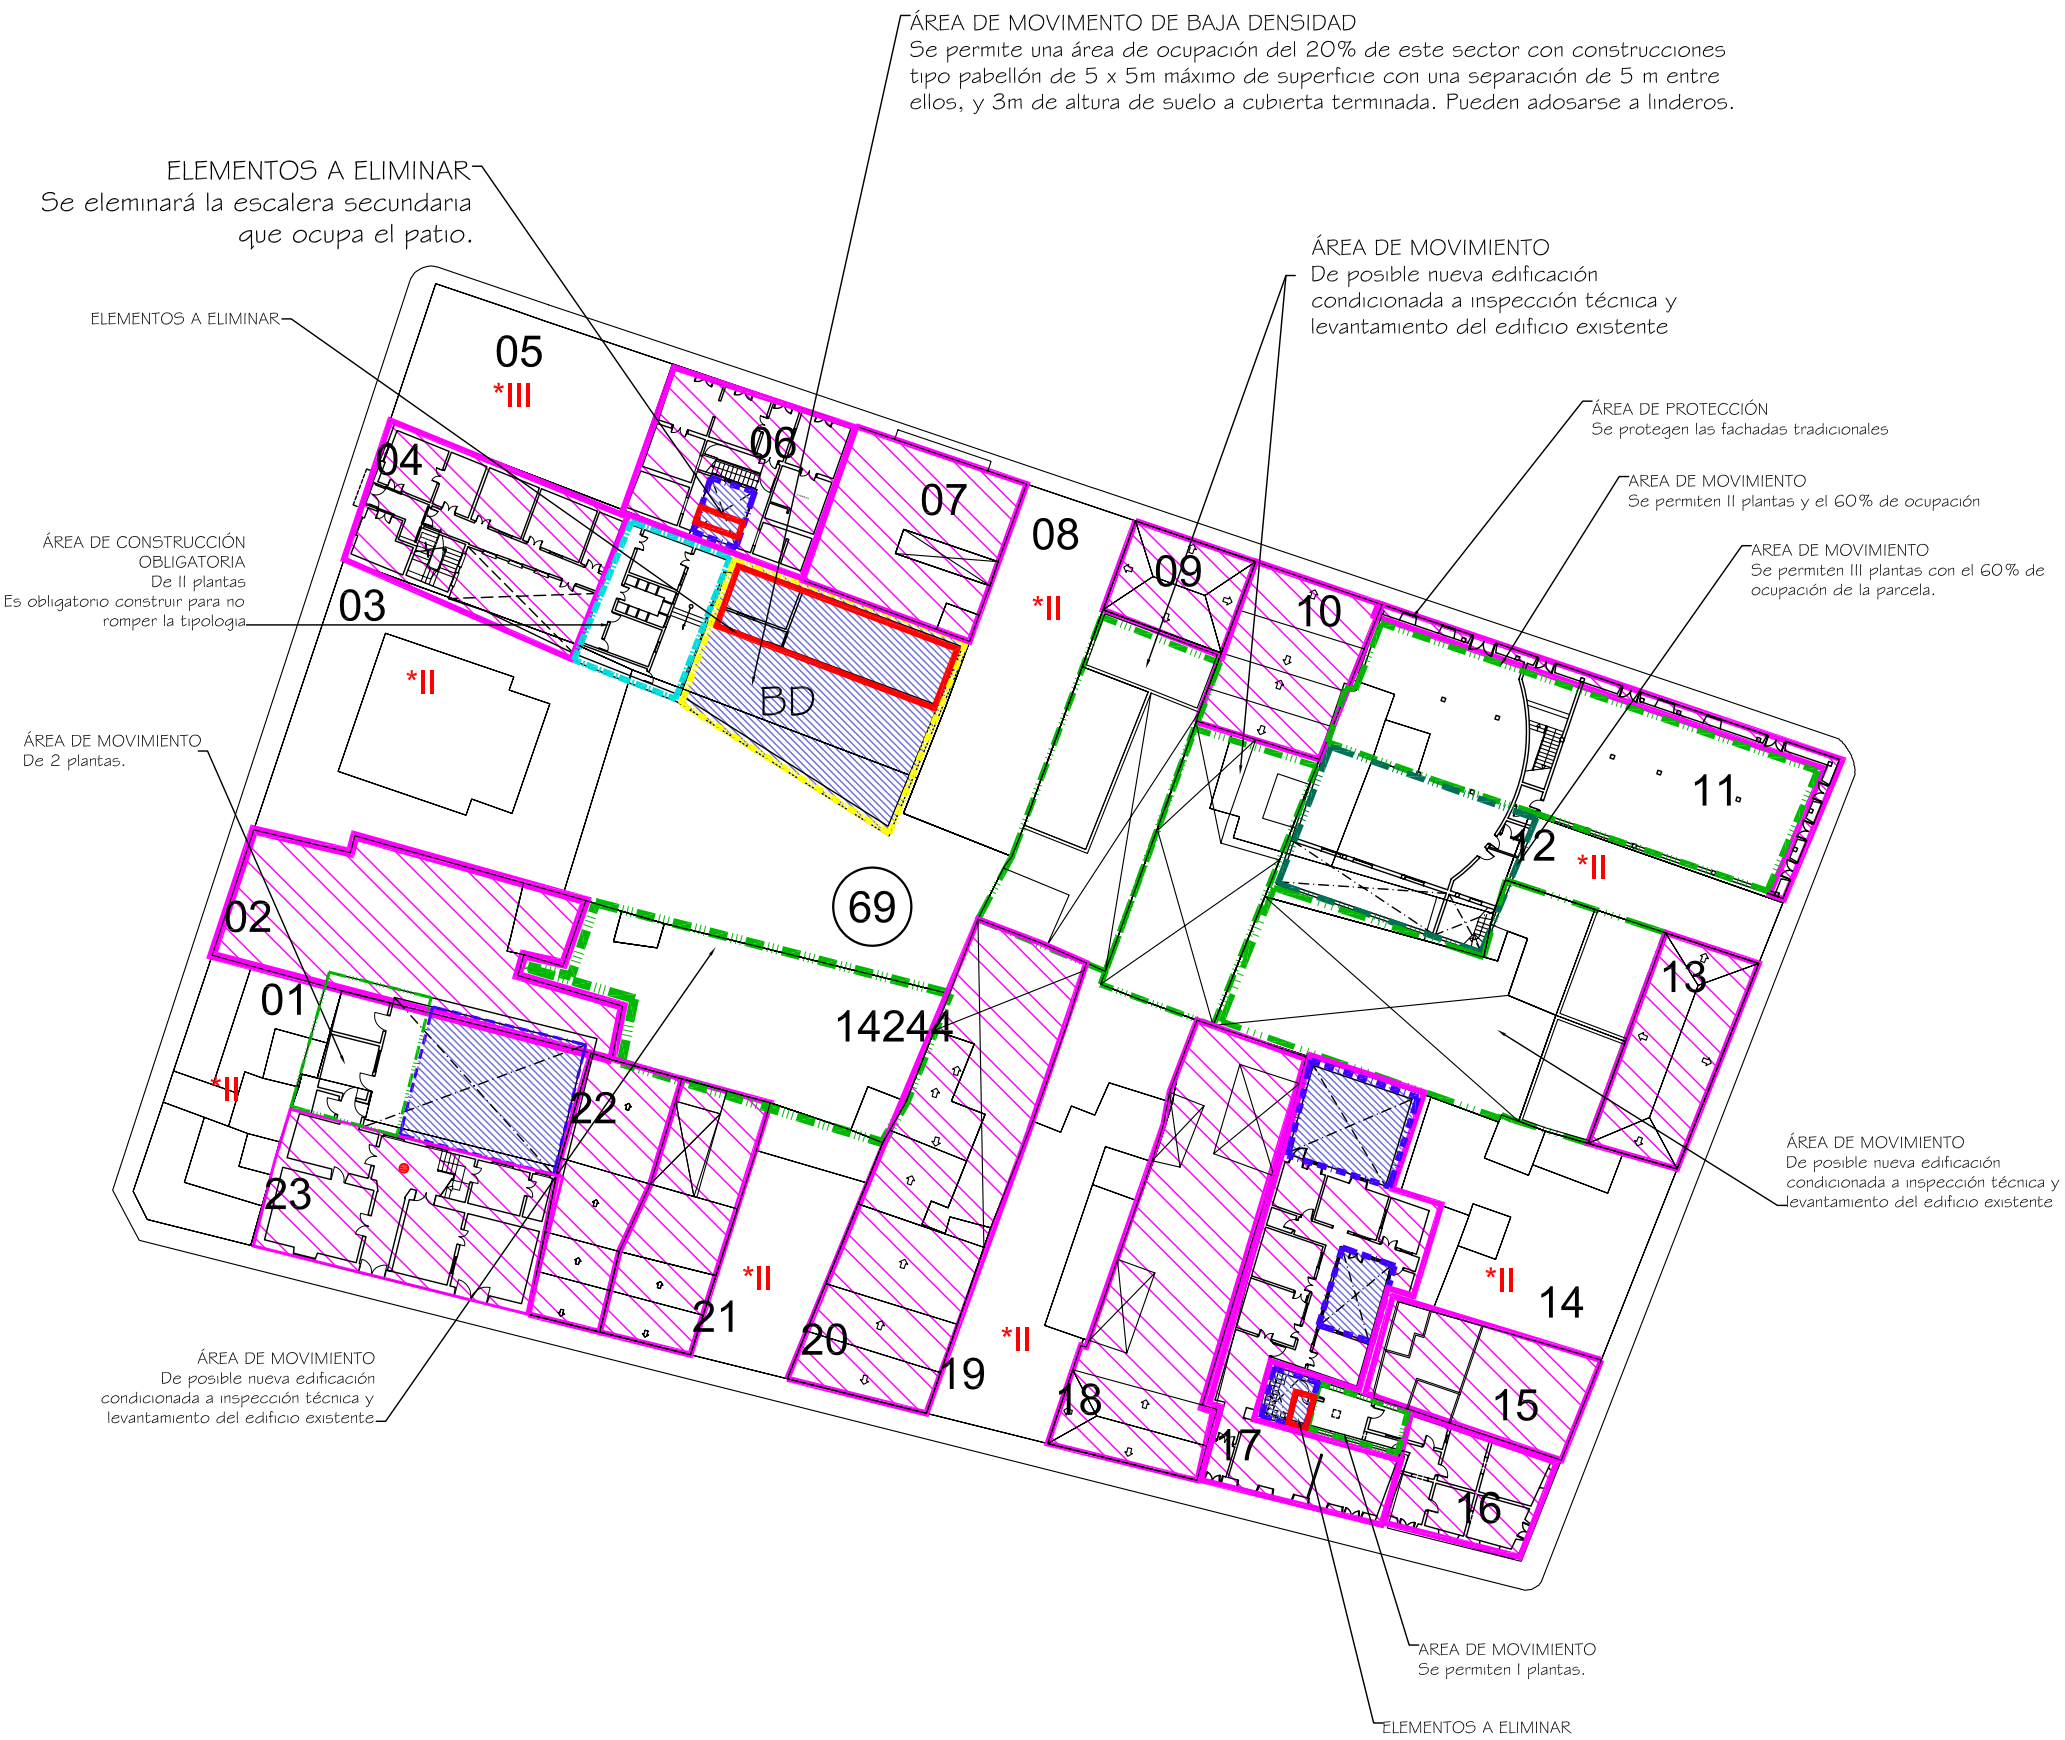 ÁREA DE MOVIMENTO DE BAJA DENSIDAD
Se permite una área de ocupación del 20% de este sector con construcciones
tipo pabellón de 5 x 5m máximo de superficie con una separación de 5 m entre
ellos, y 3m de altura de suelo a cubierta terminada. Pueden adosarse a linderos.
ELEMENTOS A ELIMINAR
Se eleminará la escalera secundaria
que ocupa el patio.
ÁREA DE MOVIMIENTO
De posible nueva edificación
condicionada a inspección técnica y
levantamiento del edificio existente
ELEMENTOS A ELIMINAR
ÁREA DE PROTECCIÓN
Se protegen las fachadas tradicionales
AREA DE MOVIMIENTO
Se permiten II plantas y el 60% de ocupación
AREA DE MOVIMIENTO
Se permiten III plantas con el 60% de
ocupación de la parcela.
ÁREA DE CONSTRUCCIÓN
OBLIGATORIA
De II plantas
Es obligatorio construir para no
romper la tipologia
ÁREA DE MOVIMIENTO
De 2 plantas.
05
*III
04
06
07
08
*II
09
10
03
*II
BD
11
12
*II
02
69
01
*II
14244
13
22
23
21
*II
20
19
*II
18
17
14
*II
15
16
ÁREA DE MOVIMIENTO
De posible nueva edificación
condicionada a inspección técnica y
levantamiento del edificio existente
ÁREA DE MOVIMIENTO
De posible nueva edificación
condicionada a inspección técnica y
levantamiento del edificio existente
AREA DE MOVIMIENTO
Se permiten I plantas.
ELEMENTOS A ELIMINAR